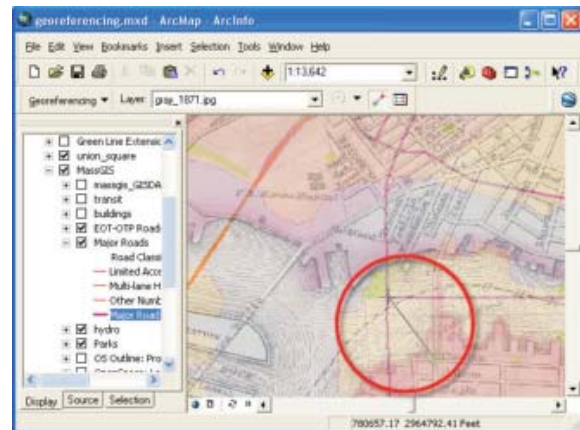 georeferencing.mxd - ArcMap - ArcInfo
File Edit View Bookmarks Insert Selection Tools Window Help
1:13,642
Georeferencing Layer: gray_1871.jpg
Green Line Extensic
union_square
MassGIS
massgis_GISDA
transit
buildings
EOT-OTP Road
Major Roads
Road Class
Limited Acce
Multi-lane H
Other Numb
Major Road
hydro
Parks
OS Outline: Pro
Display Source Selection
780657.17 2964792.41 Feet